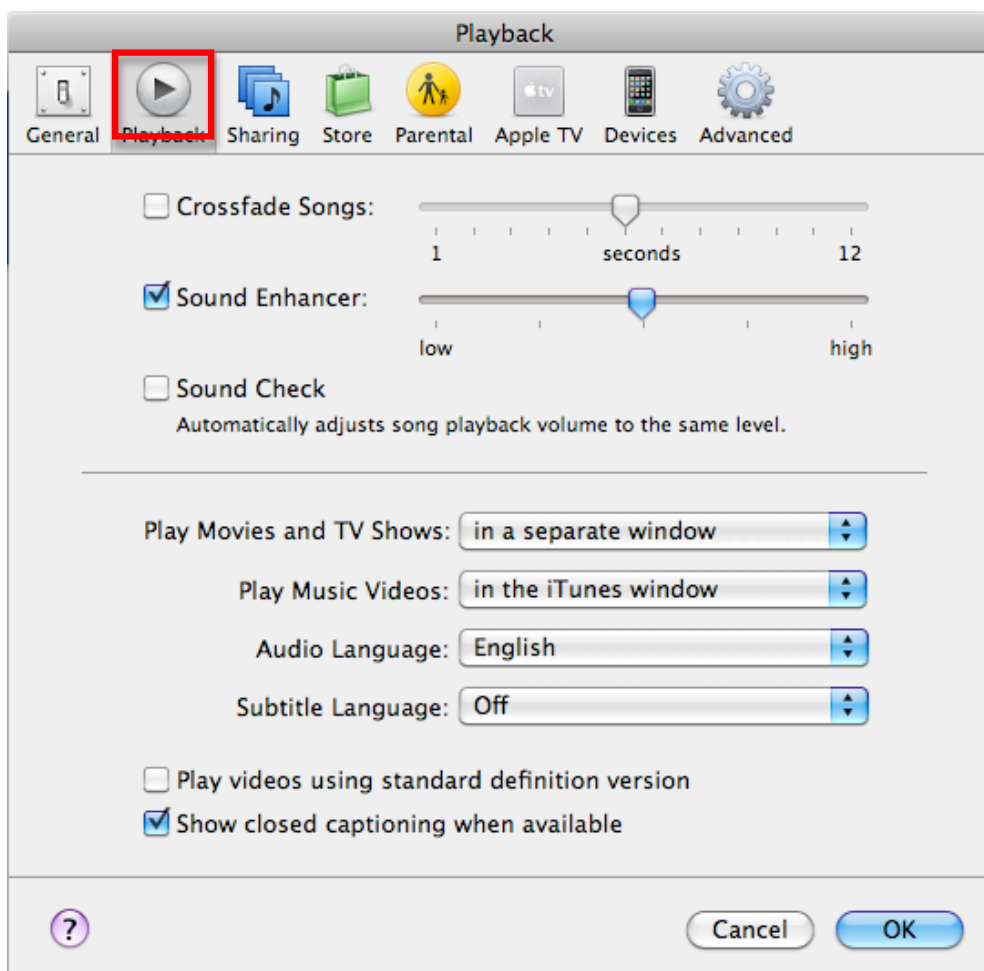 Playback
General Playback Sharing Store Parental Apple TV Devices Advanced
Crossfade Songs:
1 seconds 12
Sound Enhancer:
low high
Sound Check
Automatically adjusts song playback volume to the same level.
Play Movies and TV Shows: in a separate window
Play Music Videos: in the iTunes window
Audio Language: English
Subtitle Language: Off
Play videos using standard definition version
Show closed captioning when available
? Cancel OK